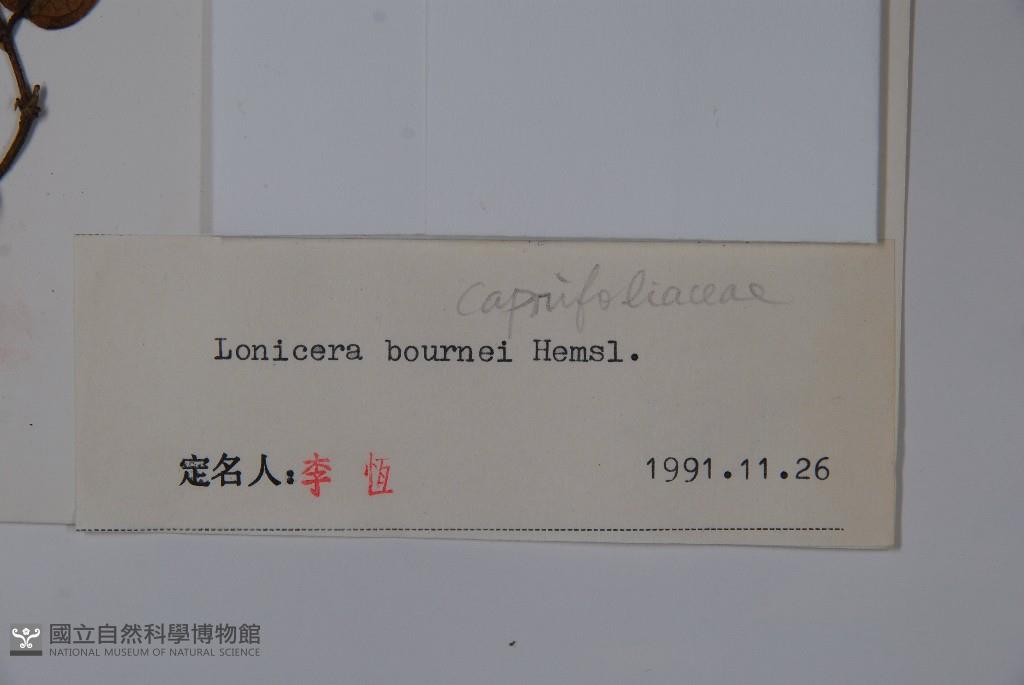 Caprifoliaceae
Lonicera bournei Hemsl.
定名人:李 恆 1991.11.26
國立自然科學博物館
NATIONAL MUSEUM OF NATURAL SCIENCE